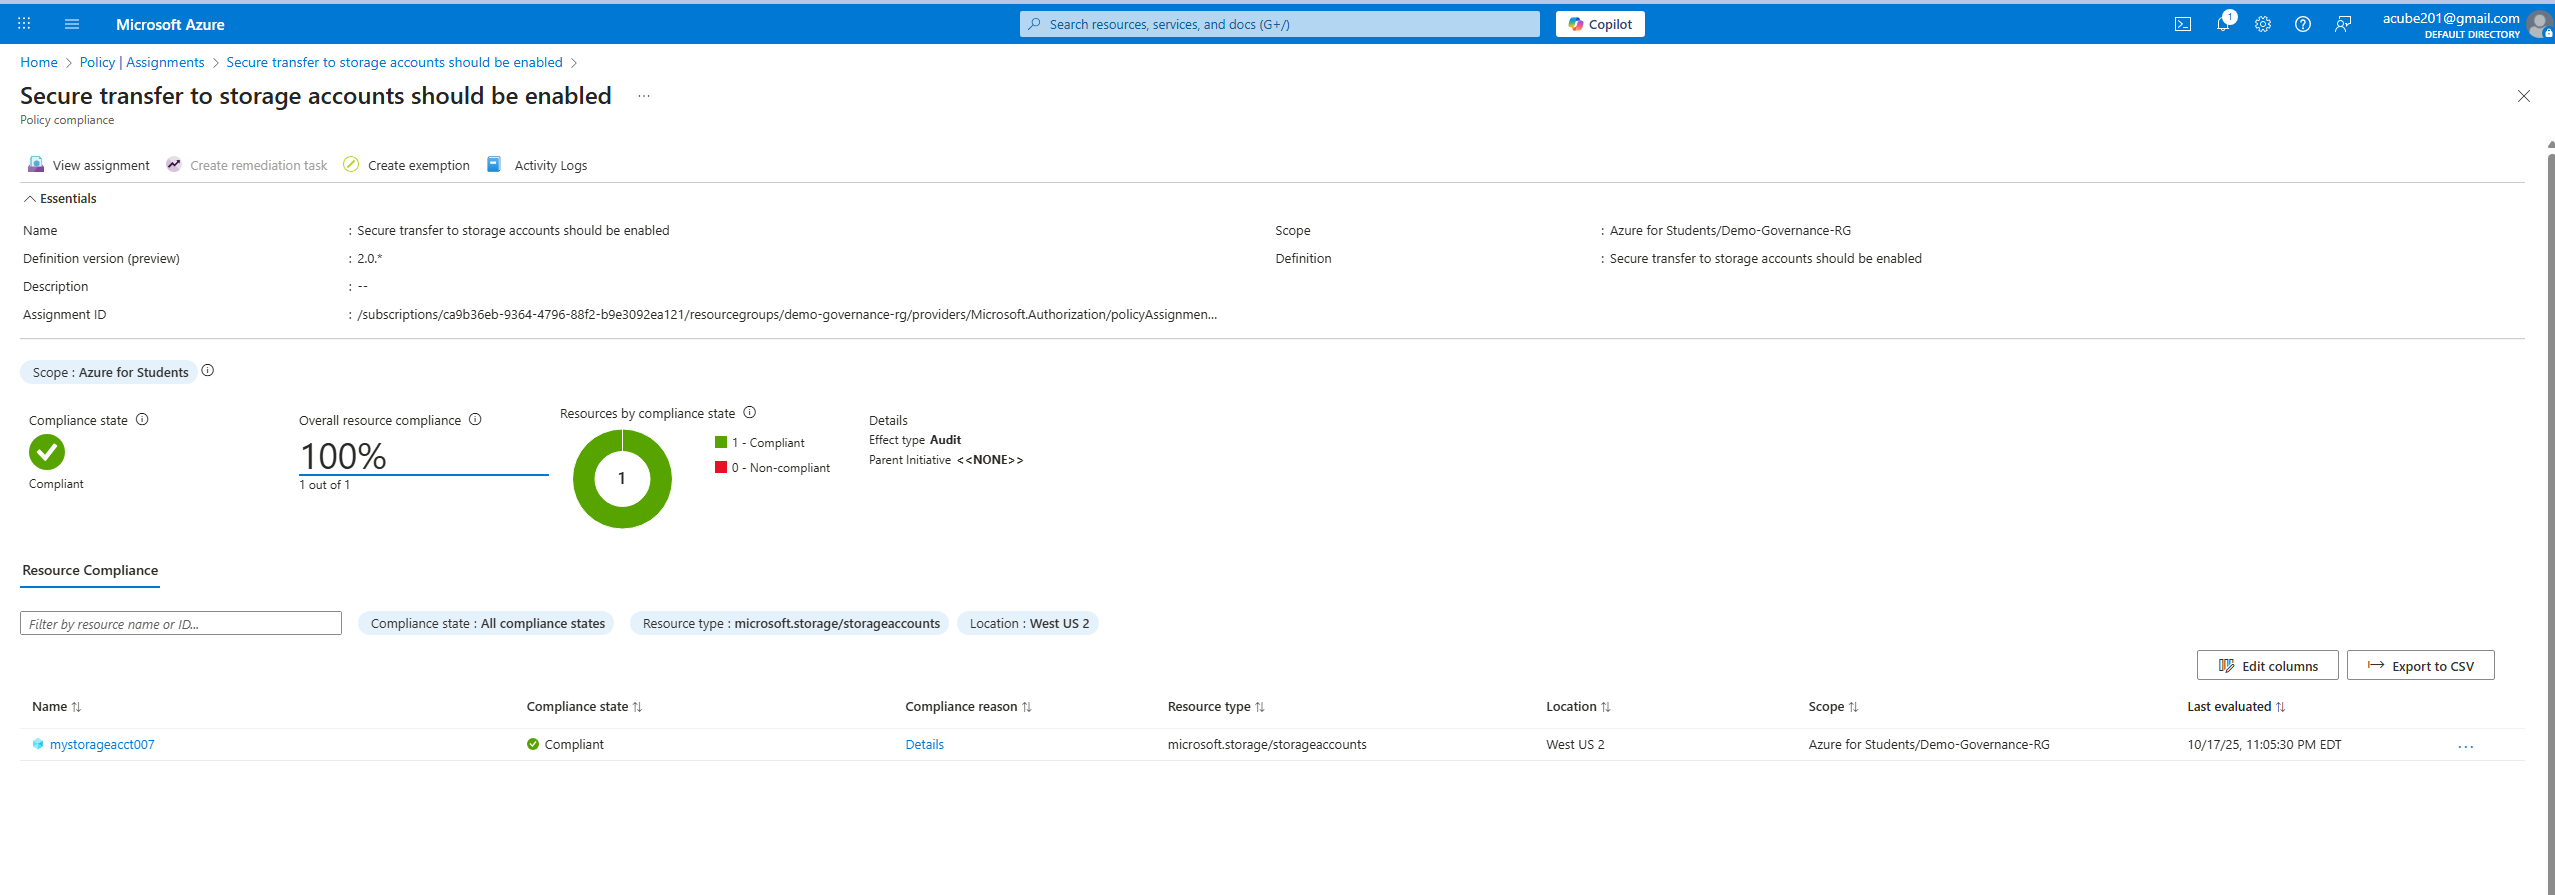 Microsoft Azure
Search resources, services, and docs (G+/)
Copilot
1
acube201@gmail.com
DEFAULT DIRECTORY
Home > Policy | Assignments > Secure transfer to storage accounts should be enabled >
Secure transfer to storage accounts should be enabled ...
Policy compliance
View assignment Create remediation task Create exemption Activity Logs
Essentials
Name : Secure transfer to storage accounts should be enabled Scope : Azure for Students/Demo-Governance-RG
Definition version (preview) : 2.0.* Definition : Secure transfer to storage accounts should be enabled
Description : --
Assignment ID : /subscriptions/ca9b36eb-9364-4796-88f2-b9e3092ea121/resourcegroups/demo-governance-rg/providers/Microsoft.Authorization/policyAssignmen...
Scope : Azure for Students
Compliance state
Compliant
Overall resource compliance
100%
1 out of 1
Resources by compliance state
1
1 - Compliant
0 - Non-compliant
Details
Effect type Audit
Parent Initiative <<NONE>>
Resource Compliance
Filter by resource name or ID...
Compliance state : All compliance states
Resource type : microsoft.storage/storageaccounts
Location : West US 2
Edit columns
Export to CSV
Name Compliance state Compliance reason Resource type Location Scope Last evaluated
mystorageacct007 Compliant Details microsoft.storage/storageaccounts West US 2 Azure for Students/Demo-Governance-RG 10/17/25, 11:05:30 PM EDT ...